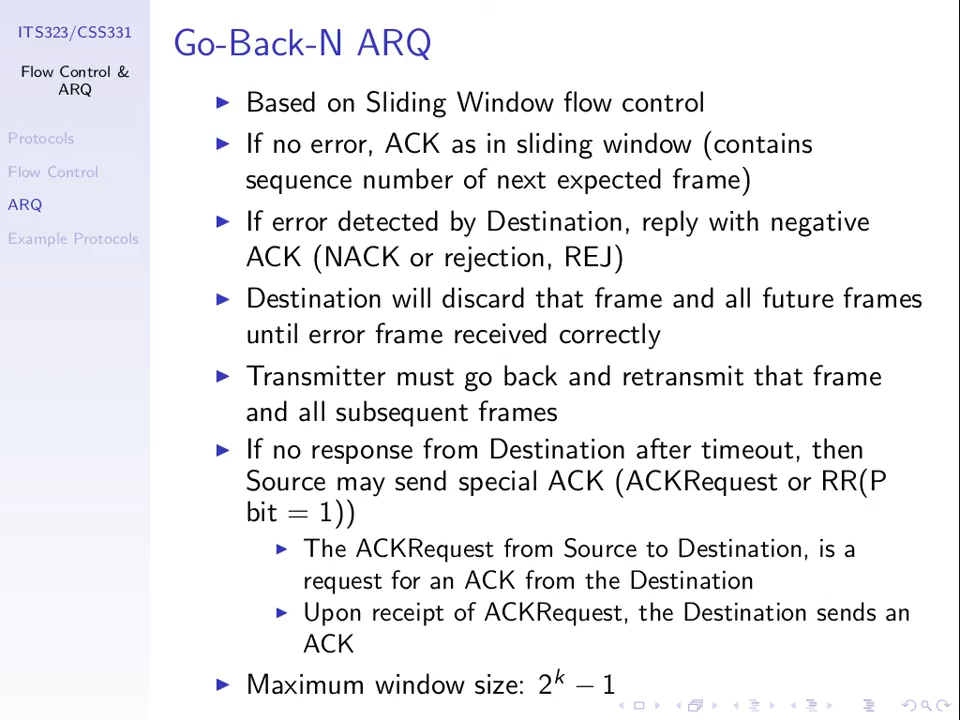 ITS323/CSS331
Flow Control &
ARQ
Protocols
Flow Control
ARQ
Example Protocols
Go-Back-N ARQ
Based on Sliding Window flow control
If no error, ACK as in sliding window (contains
sequence number of next expected frame)
If error detected by Destination, reply with negative
ACK (NACK or rejection, REJ)
Destination will discard that frame and all future frames
until error frame received correctly
Transmitter must go back and retransmit that frame
and all subsequent frames
If no response from Destination after timeout, then
Source may send special ACK (ACKRequest or RR(P
bit = 1))
The ACKRequest from Source to Destination, is a
request for an ACK from the Destination
Upon receipt of ACKRequest, the Destination sends an
ACK
Maximum window size: 2^k − 1